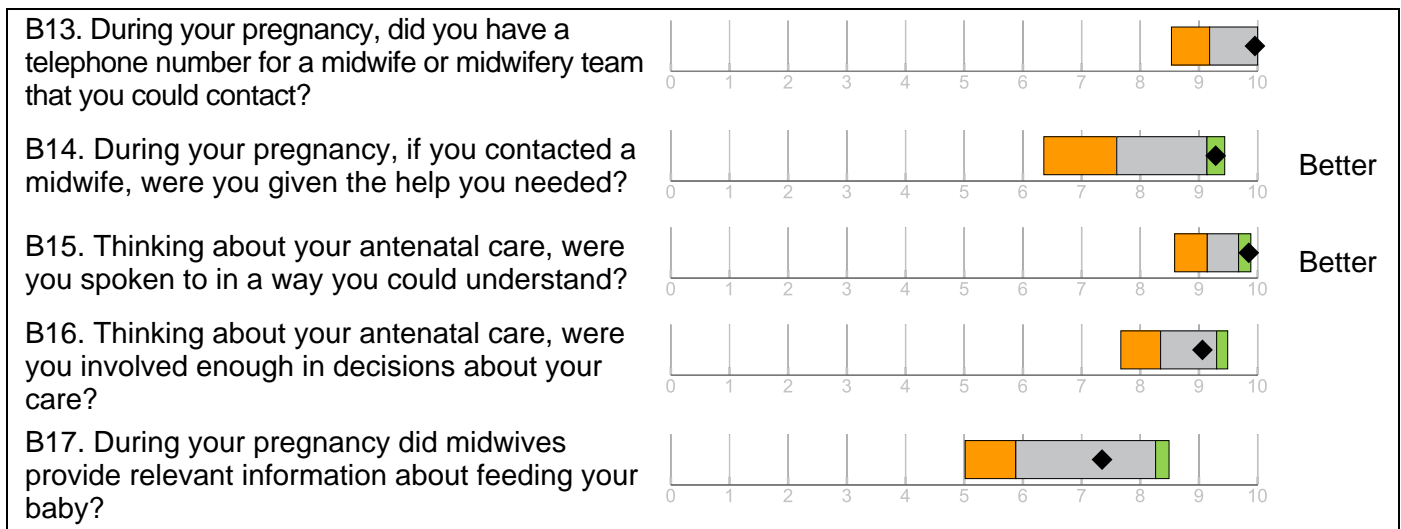 B13. During your pregnancy, did you have a
telephone number for a midwife or midwifery team
that you could contact?
0 1 2 3 4 5 6 7 8 9 10
B14. During your pregnancy, if you contacted a
midwife, were you given the help you needed?
Better
0 1 2 3 4 5 6 7 8 9 10
B15. Thinking about your antenatal care, were
you spoken to in a way you could understand?
Better
0 1 2 3 4 5 6 7 8 9 10
B16. Thinking about your antenatal care, were
you involved enough in decisions about your
care?
0 1 2 3 4 5 6 7 8 9 10
B17. During your pregnancy did midwives
provide relevant information about feeding your
baby?
0 1 2 3 4 5 6 7 8 9 10